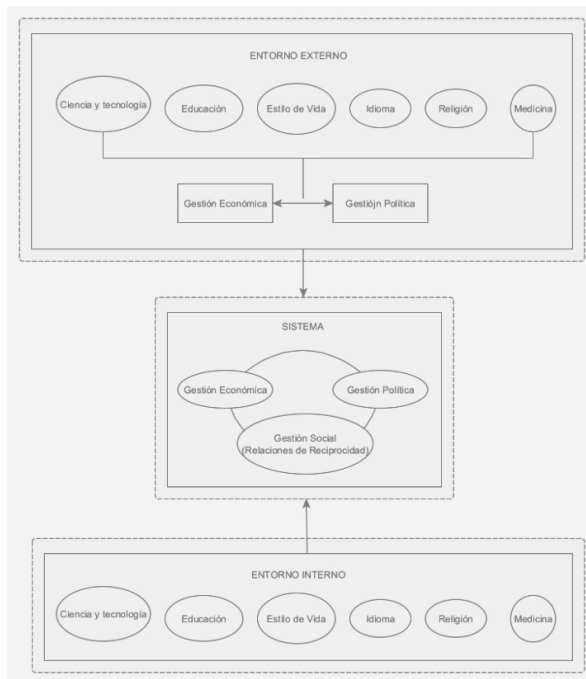 ENTORNO EXTERNO
Ciencia y tecnología
Educación
Estilo de Vida
Idioma
Religión
Medicina
Gestión Económica
Gestiójn Política
SISTEMA
Gestión Económica
Gestión Política
Gestión Social
(Relaciones de Reciprocidad)
ENTORNO INTERNO
Ciencia y tecnología
Educación
Estilo de Vida
Idioma
Religión
Medicina